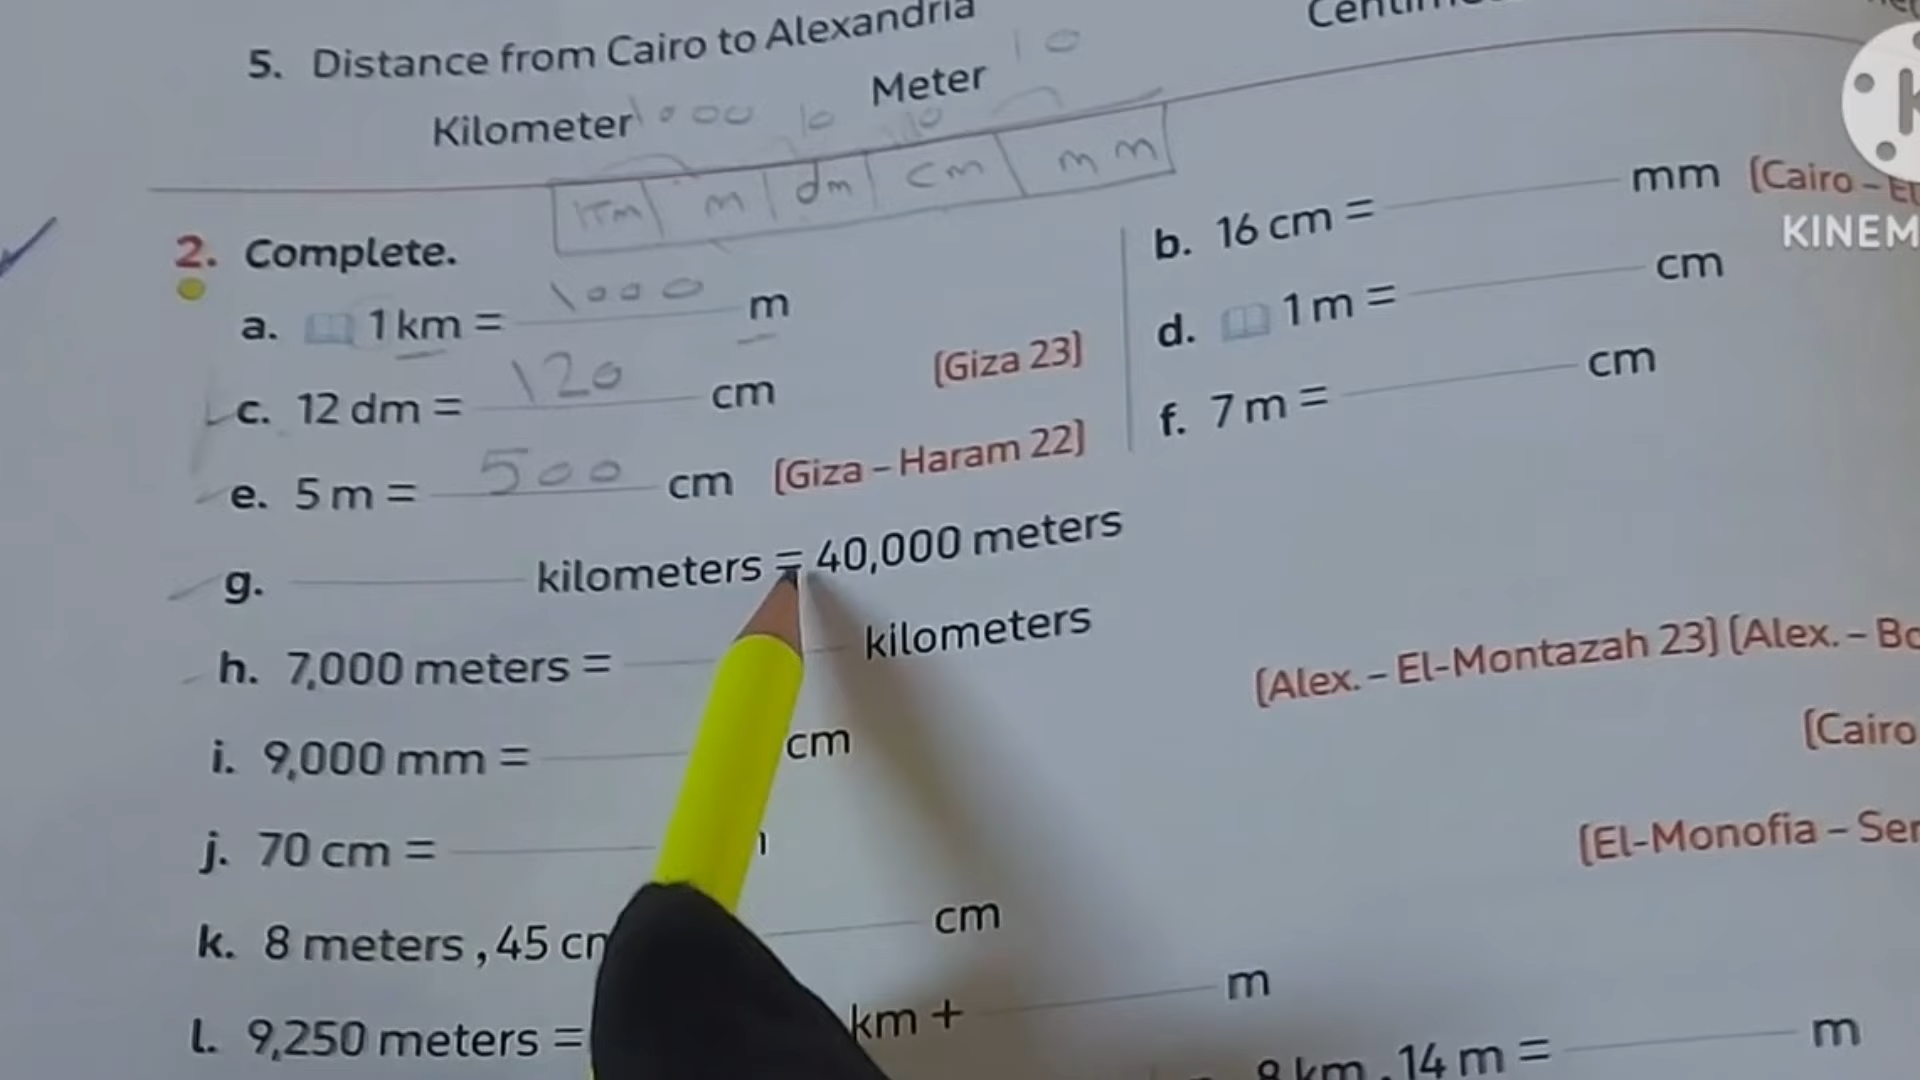 5. Distance from Cairo to Alexandria
Kilometer 1000 10 Meter 10
10
km m dm cm mm
2. Complete.
a. 1 km = 1000 m
b. 16 cm = mm (Cairo –
KINEM
c. 12 dm = 120 cm (Giza 23)
d. 1 m = cm
e. 5 m = 500 cm (Giza – Haram 22)
f. 7 m = cm
g. kilometers = 40,000 meters
h. 7,000 meters = kilometers
(Alex. – El-Montazah 23) (Alex. –
i. 9,000 mm = cm
(Cairo
j. 70 cm =
(El-Monofia –
k. 8 meters , 45 cm
l. 9,250 meters = km + m
8 km , 14 m = m